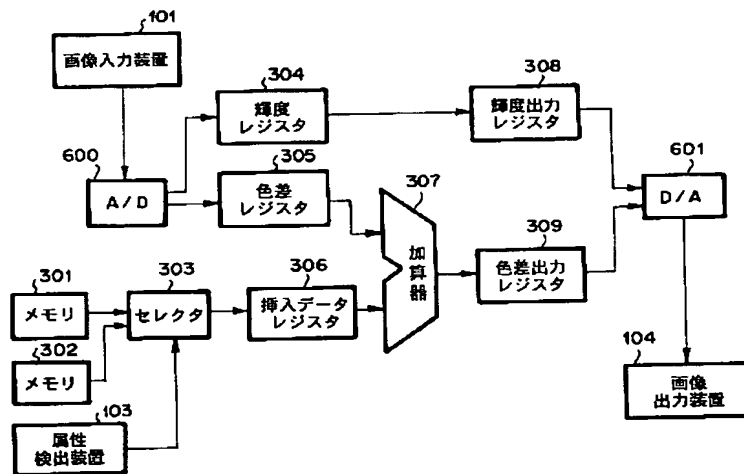 101
画像入力装置
304
輝度
レジスタ
308
輝度出力
レジスタ
600
A/D
305
色差
レジスタ
307
加算器
601
D/A
309
色差出力
レジスタ
301
メモリ
303
セレクタ
306
挿入データ
レジスタ
302
メモリ
103
属性
検出装置
104
画像
出力装置